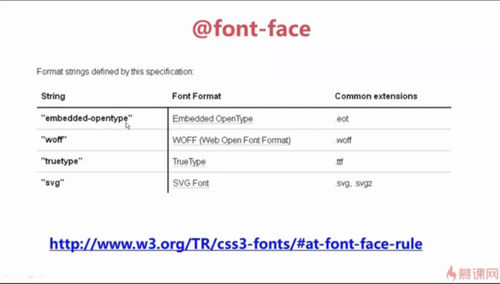 @font-face
Format strings defined by this specification:
String Font Format Common extensions
"embedded-opentype" Embedded OpenType .eot
"woff" WOFF (Web Open Font Format) .woff
"truetype" TrueType .ttf
"svg" SVG Font .svg, .svgz
http://www.w3.org/TR/css3-fonts/#at-font-face-rule
慕课网